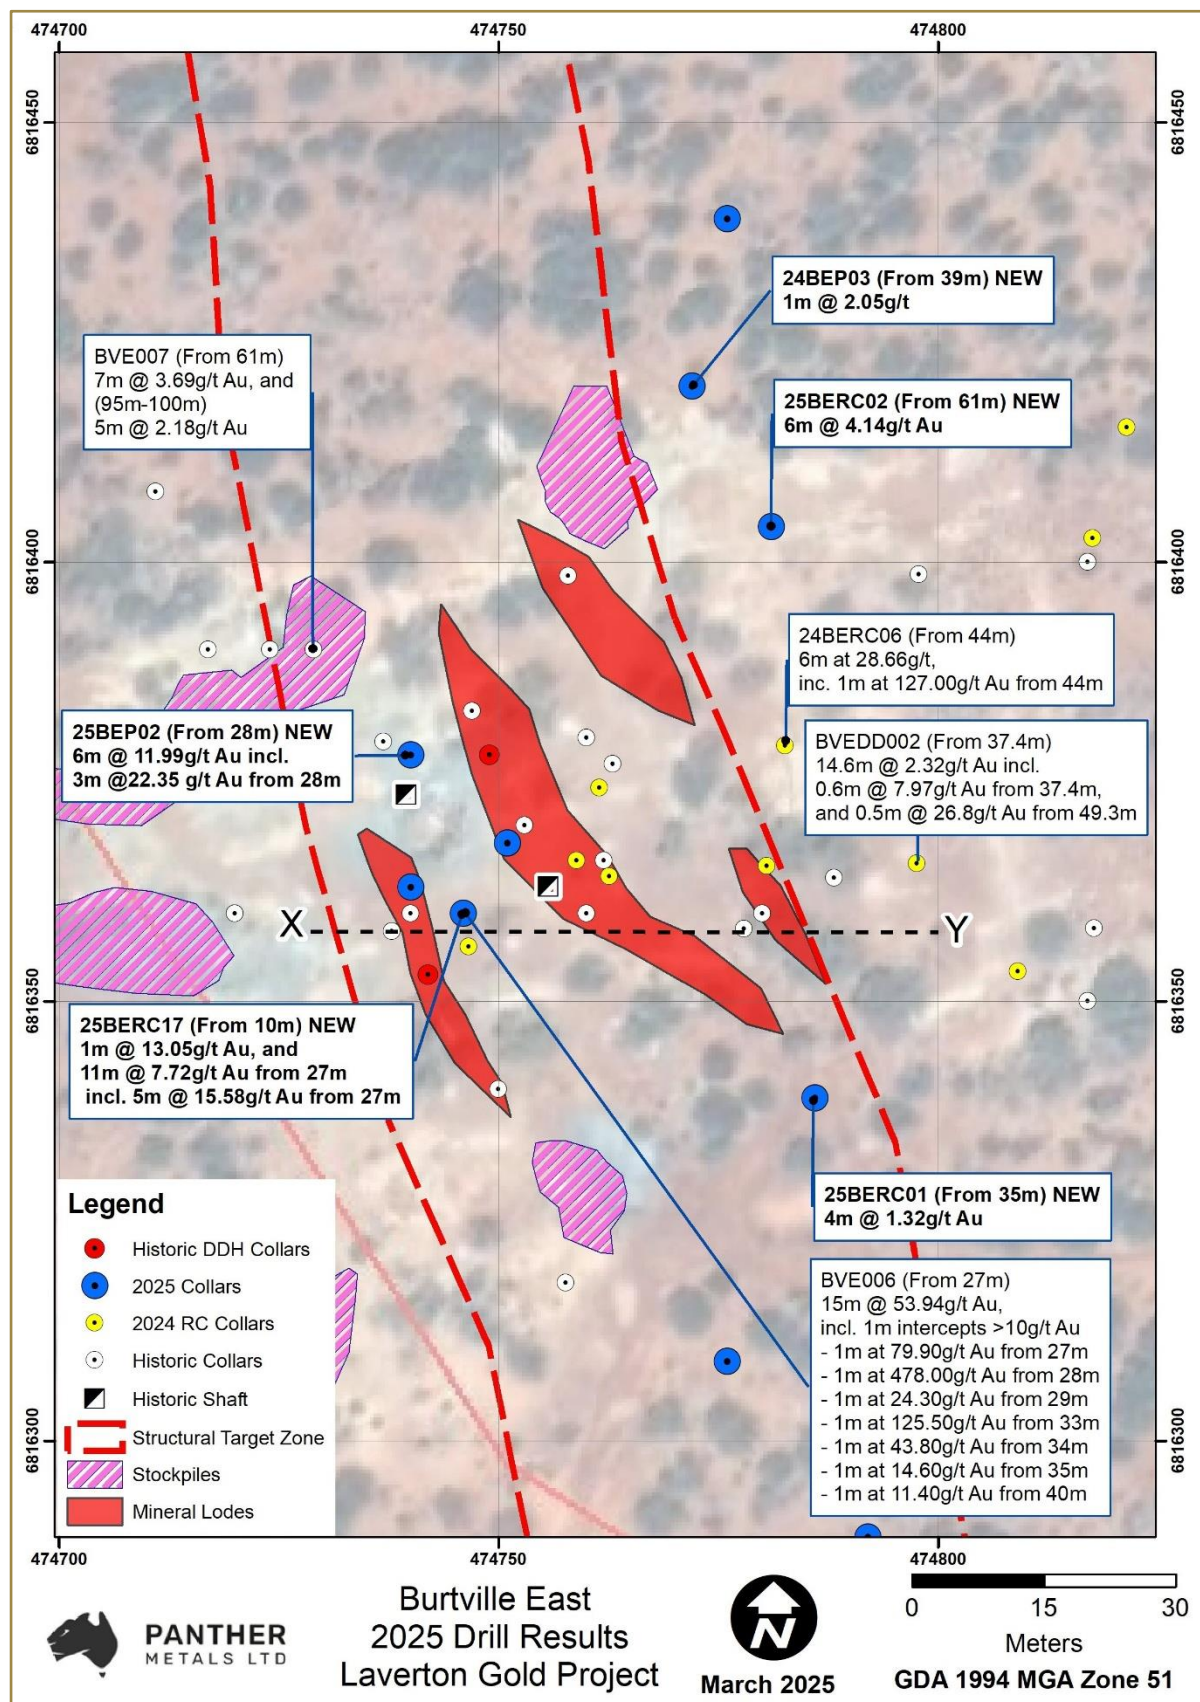 474700
474750
474800
6816450
6816450
24BEP03 (From 39m) NEW
1m @ 2.05g/t
BVE007 (From 61m)
7m @ 3.69g/t Au, and
(95m-100m)
5m @ 2.18g/t Au
25BERC02 (From 61m) NEW
6m @ 4.14g/t Au
6816400
6816400
24BERC06 (From 44m)
6m at 28.66g/t,
inc. 1m at 127.00g/t Au from 44m
25BEP02 (From 28m) NEW
6m @ 11.99g/t Au incl.
3m @22.35 g/t Au from 28m
BVEDD002 (From 37.4m)
14.6m @ 2.32g/t Au incl.
0.6m @ 7.97g/t Au from 37.4m,
and 0.5m @ 26.8g/t Au from 49.3m
X
Y
6816350
6816350
25BERC17 (From 10m) NEW
1m @ 13.05g/t Au, and
11m @ 7.72g/t Au from 27m
incl. 5m @ 15.58g/t Au from 27m
25BERC01 (From 35m) NEW
4m @ 1.32g/t Au
BVE006 (From 27m)
15m @ 53.94g/t Au,
incl. 1m intercepts >10g/t Au
- 1m at 79.90g/t Au from 27m
- 1m at 478.00g/t Au from 28m
- 1m at 24.30g/t Au from 29m
- 1m at 125.50g/t Au from 33m
- 1m at 43.80g/t Au from 34m
- 1m at 14.60g/t Au from 35m
- 1m at 11.40g/t Au from 40m
Legend
Historic DDH Collars
2025 Collars
2024 RC Collars
Historic Collars
Historic Shaft
Structural Target Zone
Stockpiles
Mineral Lodes
6816300
6816300
474700
474750
474800
PANTHER
METALS LTD
Burtville East
2025 Drill Results
Laverton Gold Project
N
March 2025
0 15 30
Meters
GDA 1994 MGA Zone 51